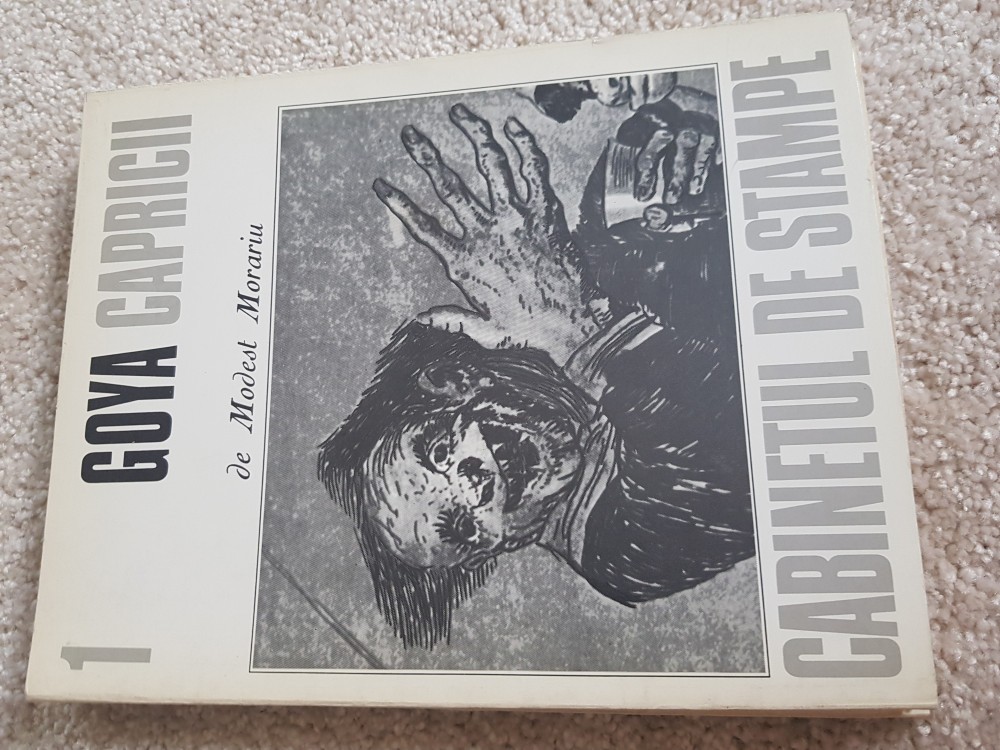 1 GOYA CAPRICII
de Modest Morariu
CABINETUL DE STAMPE